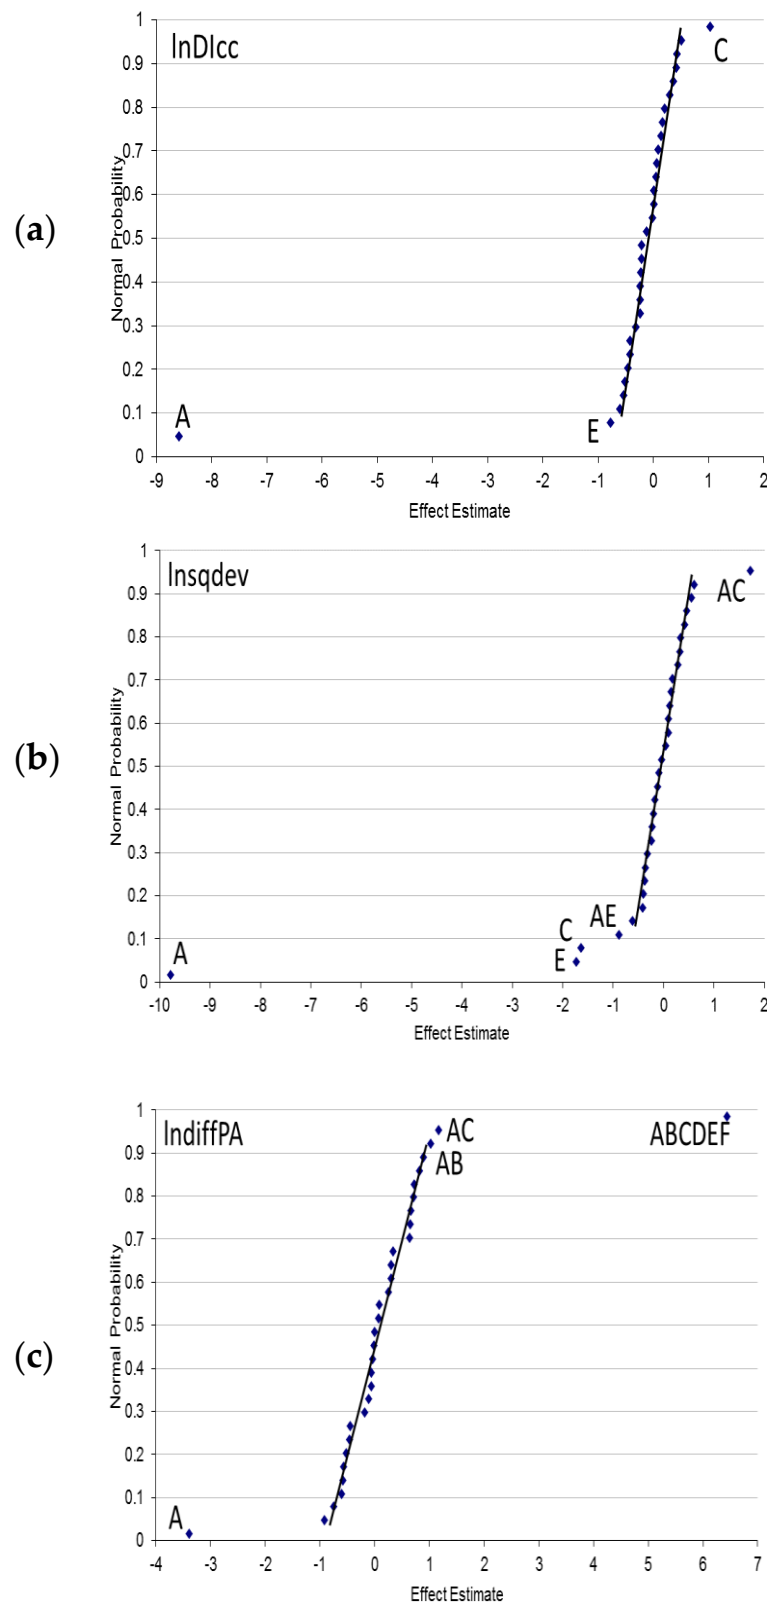 (a)
lnDIcc
Normal Probability
1
0.9
0.8
0.7
0.6
0.5
0.4
0.3
0.2
0.1
0
C
A
E
-9 -8 -7 -6 -5 -4 -3 -2 -1 0 1 2
Effect Estimate
(b)
lnsqdev
Normal Probability
1
0.9
0.8
0.7
0.6
0.5
0.4
0.3
0.2
0.1
0
AC
AE
C
E
A
-10 -9 -8 -7 -6 -5 -4 -3 -2 -1 0 1 2
Effect Estimate
(c)
lndiffPA
Normal Probability
1
0.9
0.8
0.7
0.6
0.5
0.4
0.3
0.2
0.1
0
AC
ABCDEF
AB
A
-4 -3 -2 -1 0 1 2 3 4 5 6 7
Effect Estimate